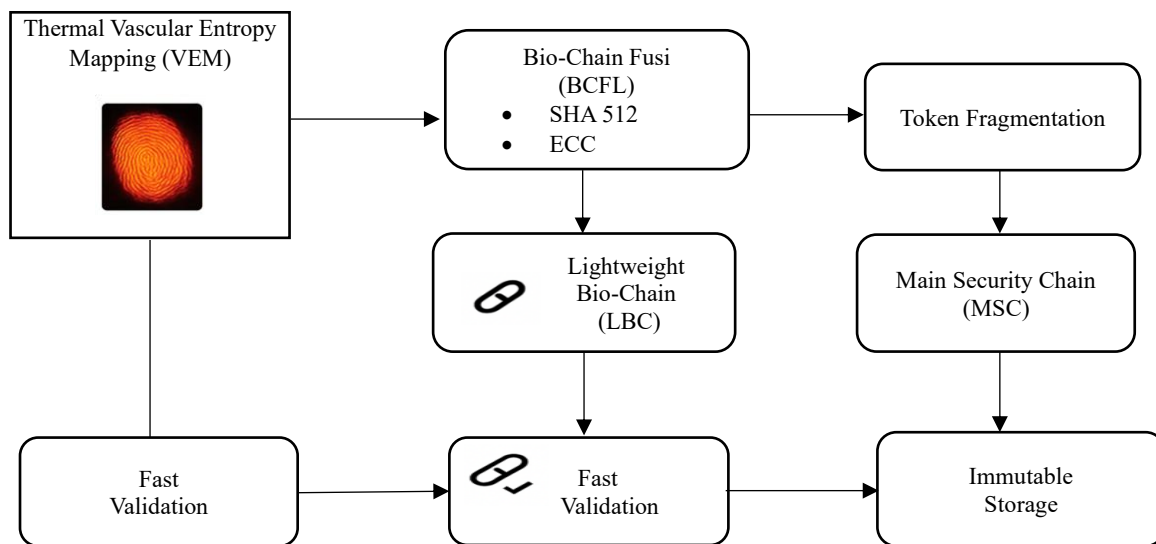 Thermal Vascular Entropy
Mapping (VEM)
Bio-Chain Fusi
(BCFL)
• SHA 512
• ECC
Token Fragmentation
Lightweight
Bio-Chain
(LBC)
Main Security Chain
(MSC)
Fast
Validation
Fast
Validation
Immutable
Storage